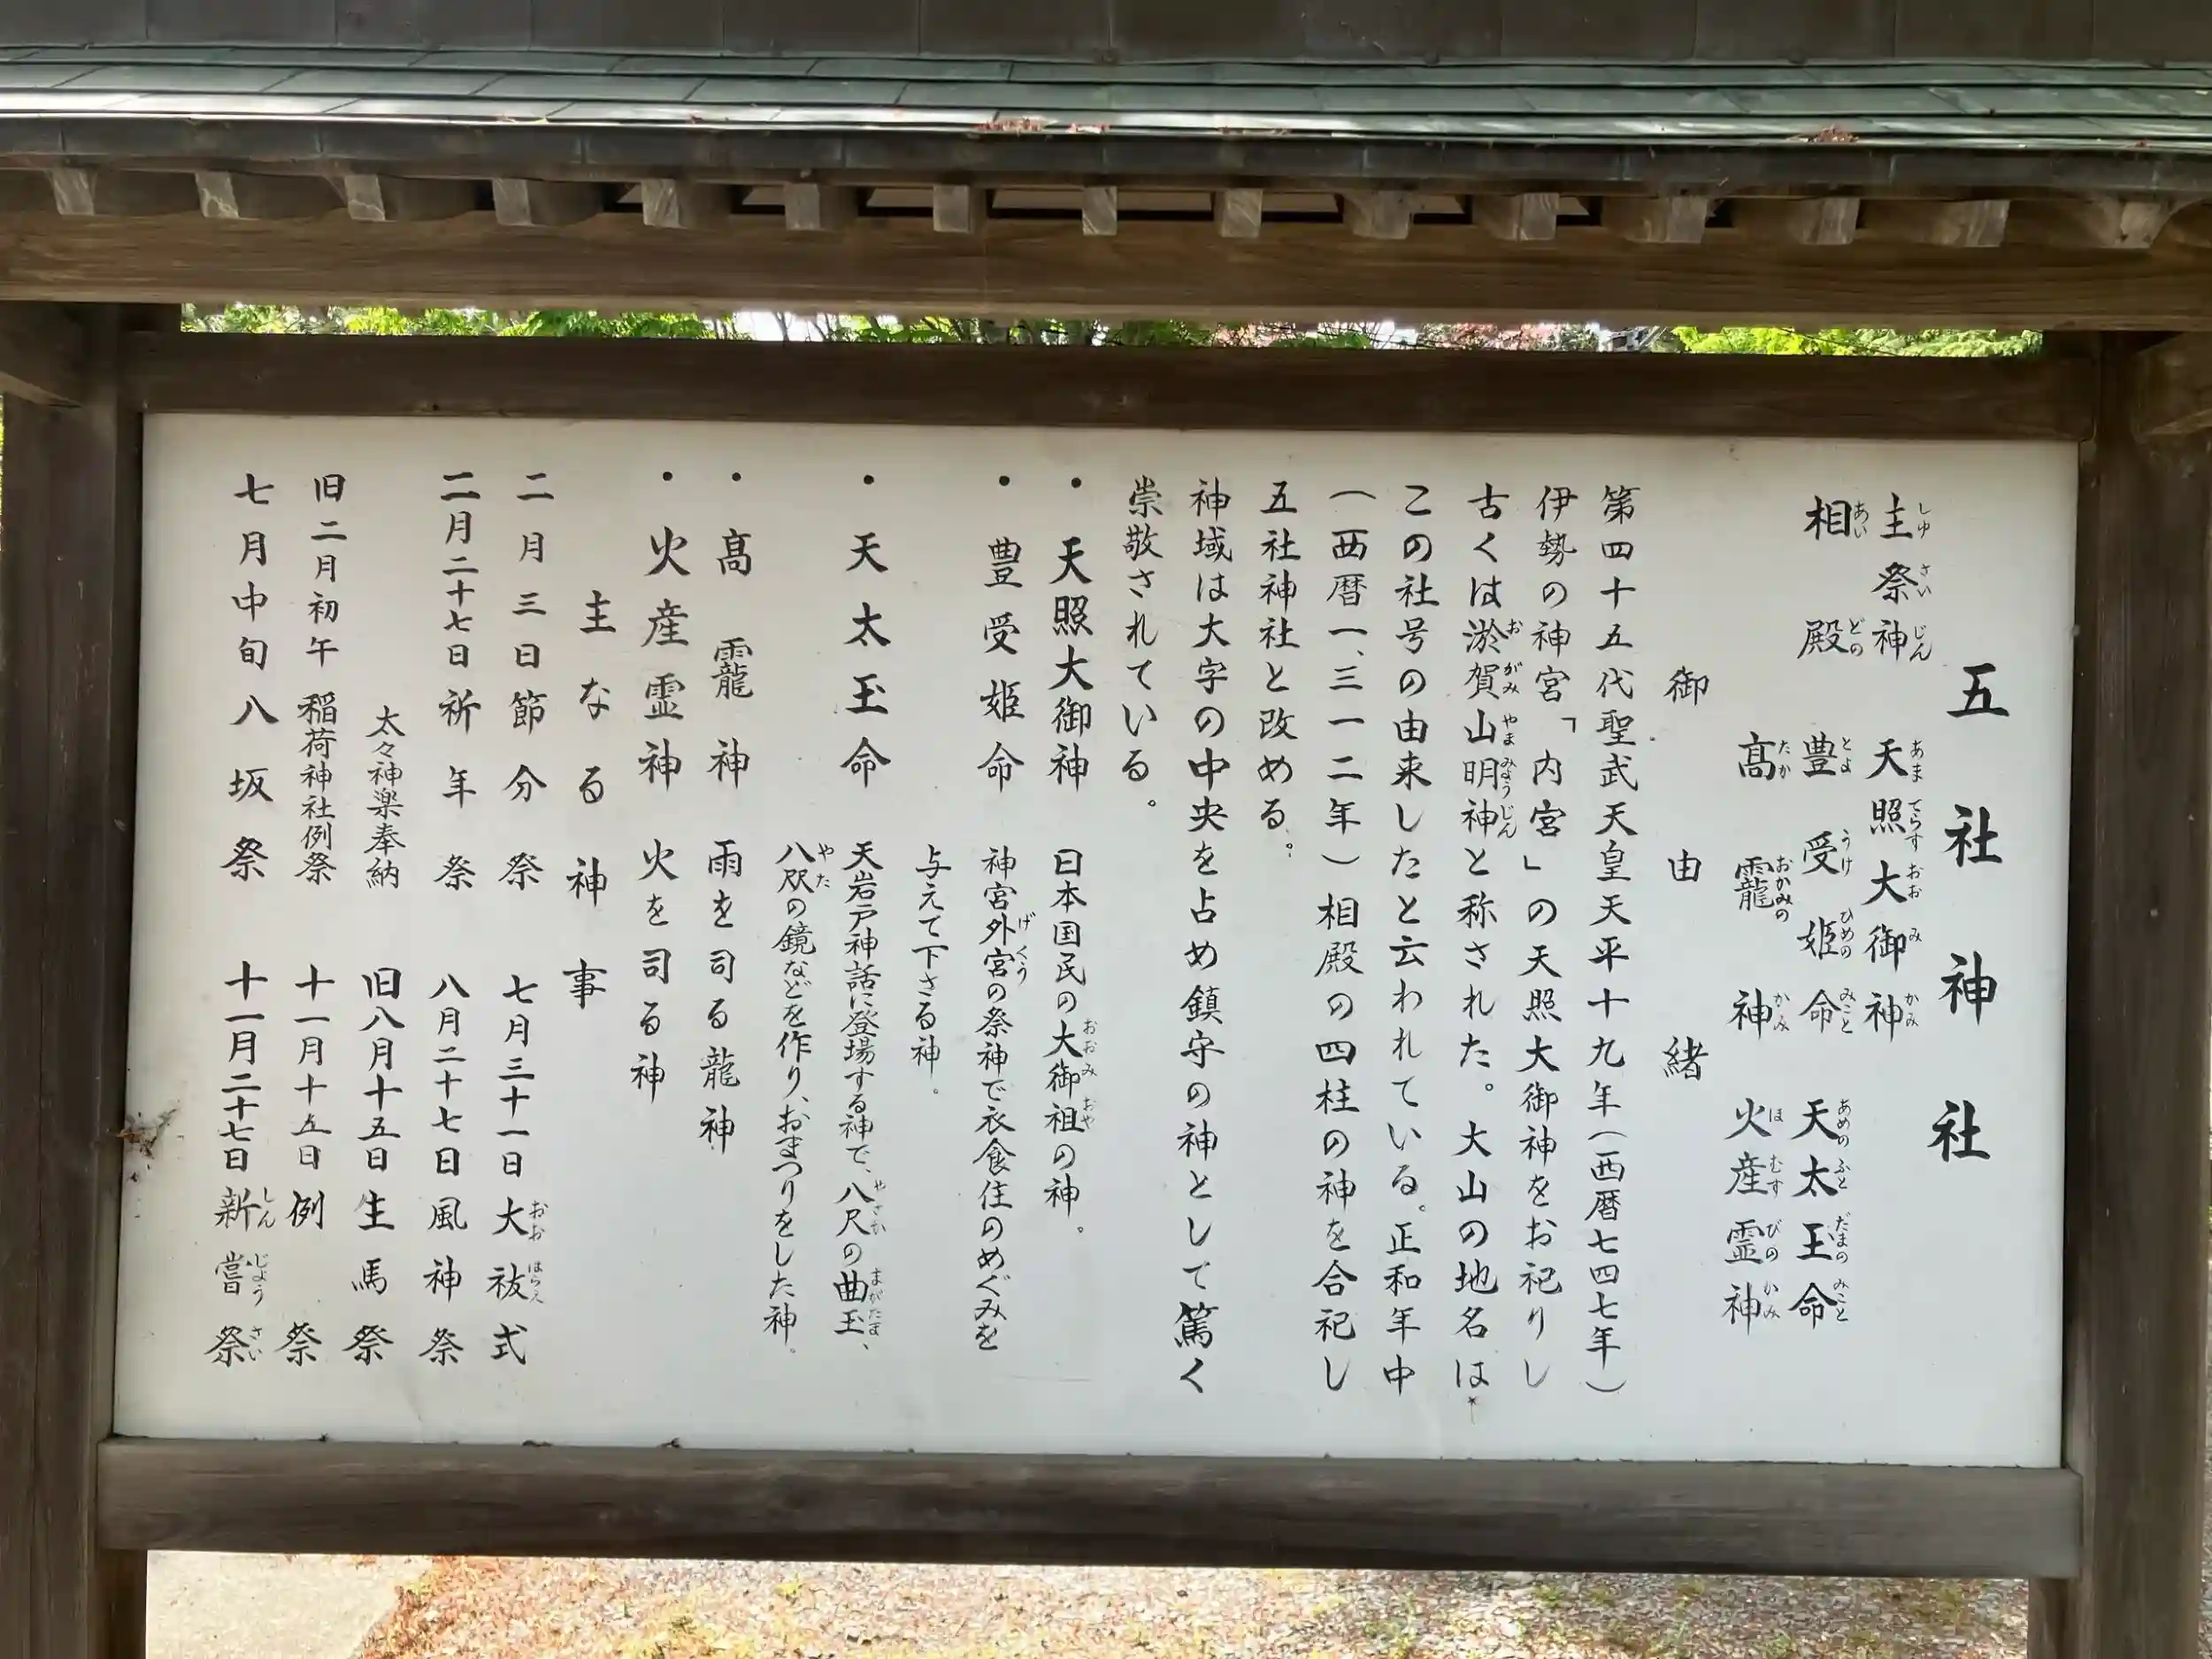 五社神社
主祭神 天照大御神
相殿 豊受姫命 天太玉命
高龗神 火産霊神
御由緒
第四十五代聖武天皇天平十九年(西暦七四七年)
伊勢の神宮「内宮」の天照大御神をお祀りし
古くは淤賀山明神と称された。大山の地名は
この社号の由来したと云われている。正和年中
(西暦一、三一二年)相殿の四柱の神を合祀し
五社神社と改める。
神域は大字の中央を占め鎮守の神として篤く
崇敬されている。
・天照大御神 日本国民の大御祖の神。
・豊受姫命 神宮外宮の祭神で衣食住のめぐみを
与えて下さる神。
・天太玉命 天岩戸神話に登場する神で、八尺の曲玉、
八咫の鏡などを作り、おまつりをした神。
・髙龗神 雨を司る龍神
・火産霊神 火を司る神
主なる神事
二月三日節分祭 七月三十一日大祓式
二月二十七日祈年祭 八月二十七日風神祭
太々神楽奉納 旧八月十五日生馬祭
旧二月初午 稲荷神社例祭 十一月十五日例祭
七月中旬八坂祭 十一月二十七日新嘗祭